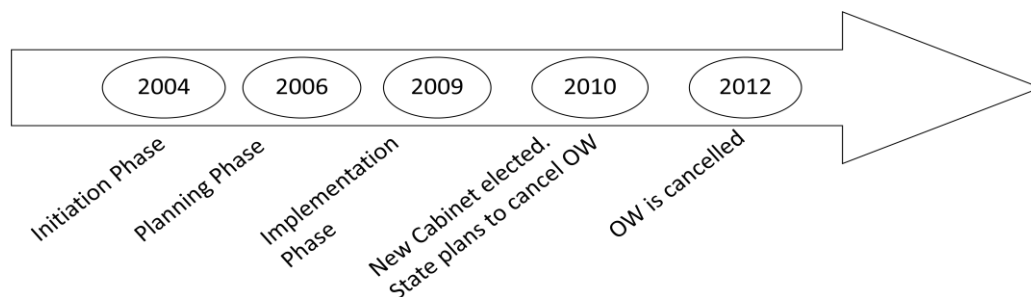 2004
2006
2009
2010
2012
Initiation Phase
Planning Phase
Implementation
Phase
New Cabinet elected.
State plans to cancel OW
OW is cancelled